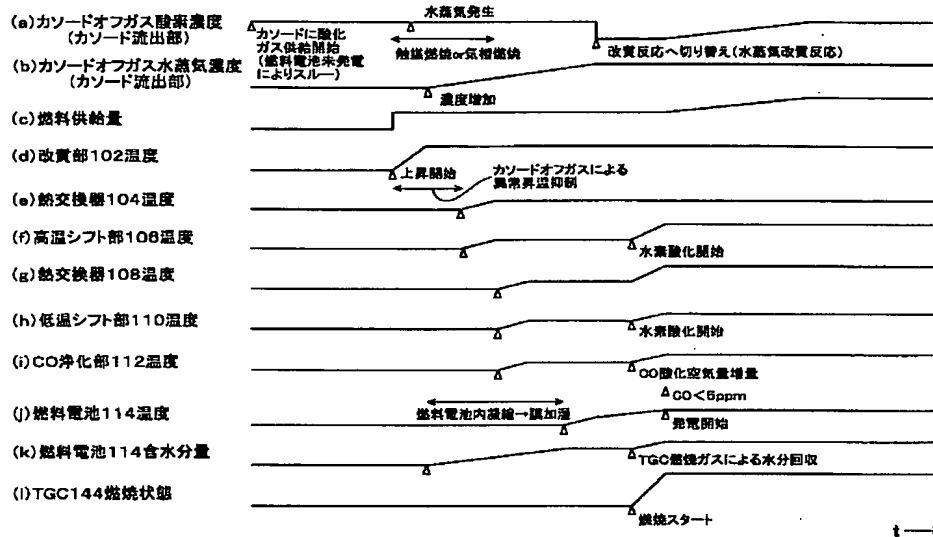 (a)カソードオフガス酸素濃度
(カソード流出部)
カソードに酸化
ガス供給開始
(燃料電池未発電
によりスルー)
水蒸気発生
触媒燃焼or気相燃焼
改質反応へ切り替え(水蒸気改質反応)
(b)カソードオフガス水蒸気濃度
(カソード流出部)
濃度増加
(c)燃料供給量
(d)改質部102温度
上昇開始
カソードオフガスによる
異常昇温抑制
(e)熱交換器104温度
(f)高温シフト部106温度
水素酸化開始
(g)熱交換器108温度
(h)低温シフト部110温度
水素酸化開始
(i)CO浄化部112温度
CO酸化空気量増量
CO<5ppm
(j)燃料電池114温度
燃料電池内凝縮→膜加湿
発電開始
(k)燃料電池114含水分量
TGC燃焼ガスによる水分回収
(l)TGC144燃焼状態
燃焼スタート
t